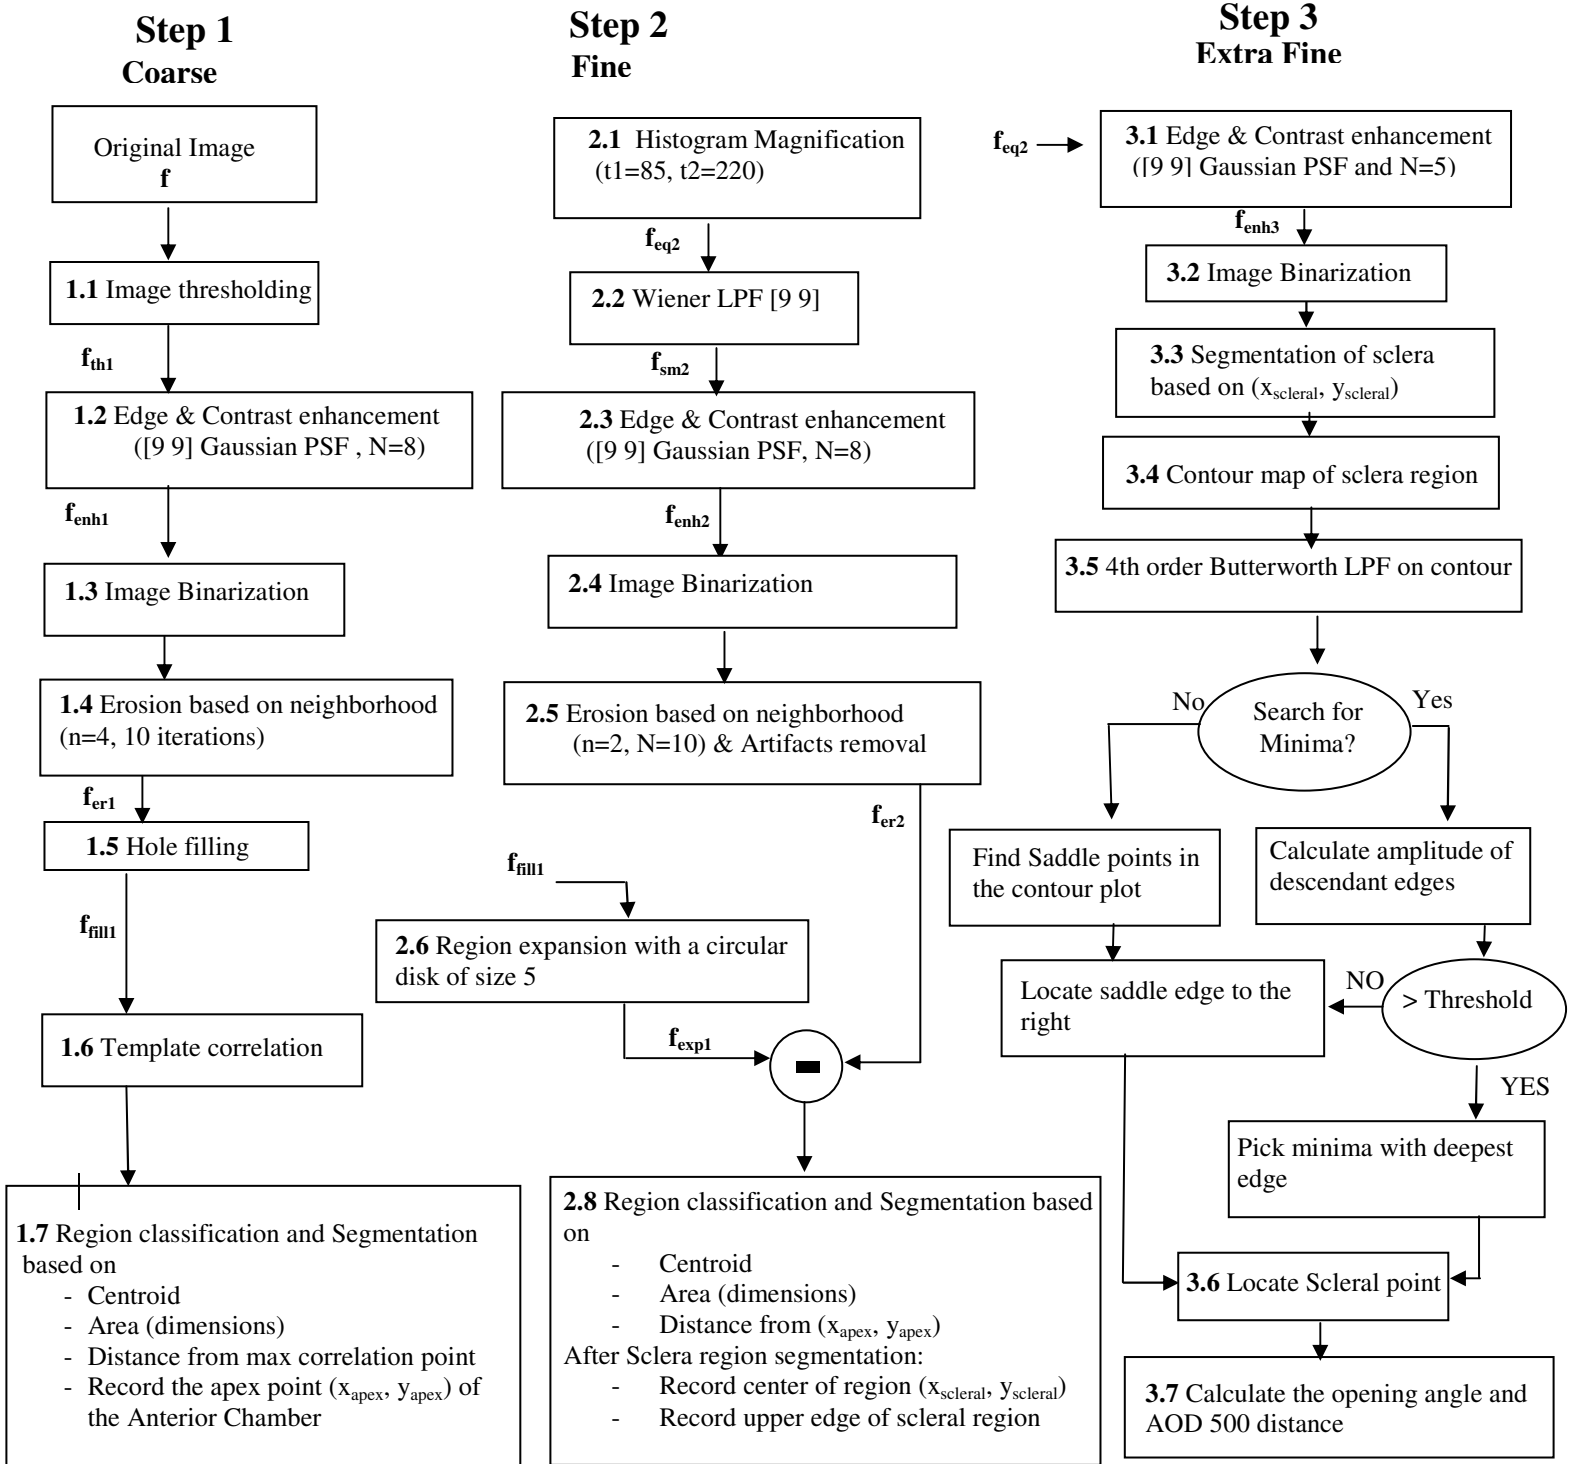 Step 1
Coarse
Original Image
f
1.1 Image thresholding
fth1
1.2 Edge & Contrast enhancement
([9 9] Gaussian PSF , N=8)
fenh1
1.3 Image Binarization
1.4 Erosion based on neighborhood
(n=4, 10 iterations)
fer1
1.5 Hole filling
ffill1
1.6 Template correlation
1.7 Region classification and Segmentation
based on
- Centroid
- Area (dimensions)
- Distance from max correlation point
- Record the apex point (xapex, yapex) of
the Anterior Chamber
Step 2
Fine
2.1 Histogram Magnification
(t1=85, t2=220)
feq2
2.2 Wiener LPF [9 9]
fsm2
2.3 Edge & Contrast enhancement
([9 9] Gaussian PSF, N=8)
fenh2
2.4 Image Binarization
2.5 Erosion based on neighborhood
(n=2, N=10) & Artifacts removal
fer2
ffill1
2.6 Region expansion with a circular
disk of size 5
fexp1
-
2.8 Region classification and Segmentation based
on
- Centroid
- Area (dimensions)
- Distance from (xapex, yapex)
After Sclera region segmentation:
- Record center of region (xscleral, yscleral)
- Record upper edge of scleral region
Step 3
Extra Fine
feq2
3.1 Edge & Contrast enhancement
([9 9] Gaussian PSF and N=5)
fenh3
3.2 Image Binarization
3.3 Segmentation of sclera
based on (xscleral, yscleral)
3.4 Contour map of sclera region
3.5 4th order Butterworth LPF on contour
No
Search for
Minima?
Yes
Find Saddle points in
the contour plot
Calculate amplitude of
descendant edges
Locate saddle edge to the
right
NO
> Threshold
YES
Pick minima with deepest
edge
3.6 Locate Scleral point
3.7 Calculate the opening angle and
AOD 500 distance